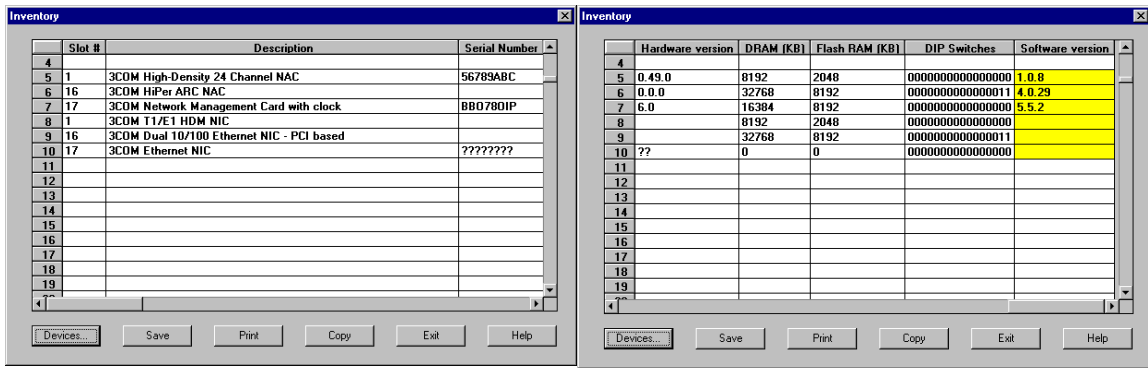 Inventory
Slot # Description Serial Number
4
5 1 3COM High-Density 24 Channel NAC 56789ABC
6 16 3COM HiPer ARC NAC
7 17 3COM Network Management Card with clock BB0780IP
8 1 3COM T1/E1 HDM NIC
9 16 3COM Dual 10/100 Ethernet NIC - PCI based
10 17 3COM Ethernet NIC ????????
11
12
13
14
15
16
17
18
19
Devices... Save Print Copy Exit Help
Inventory
Hardware version DRAM (KB) Flash RAM (KB) DIP Switches Software version
4
5 0.49.0 8192 2048 0000000000000000 1.0.8
6 0.0.0 32768 8192 0000000000000011 4.0.29
7 6.0 16384 8192 0000000000000000 5.5.2
8 8192 2048 0000000000000000
9 32768 8192 0000000000000011
10 ?? 0 0 0000000000000000
11
12
13
14
15
16
17
18
19
Devices... Save Print Copy Exit Help